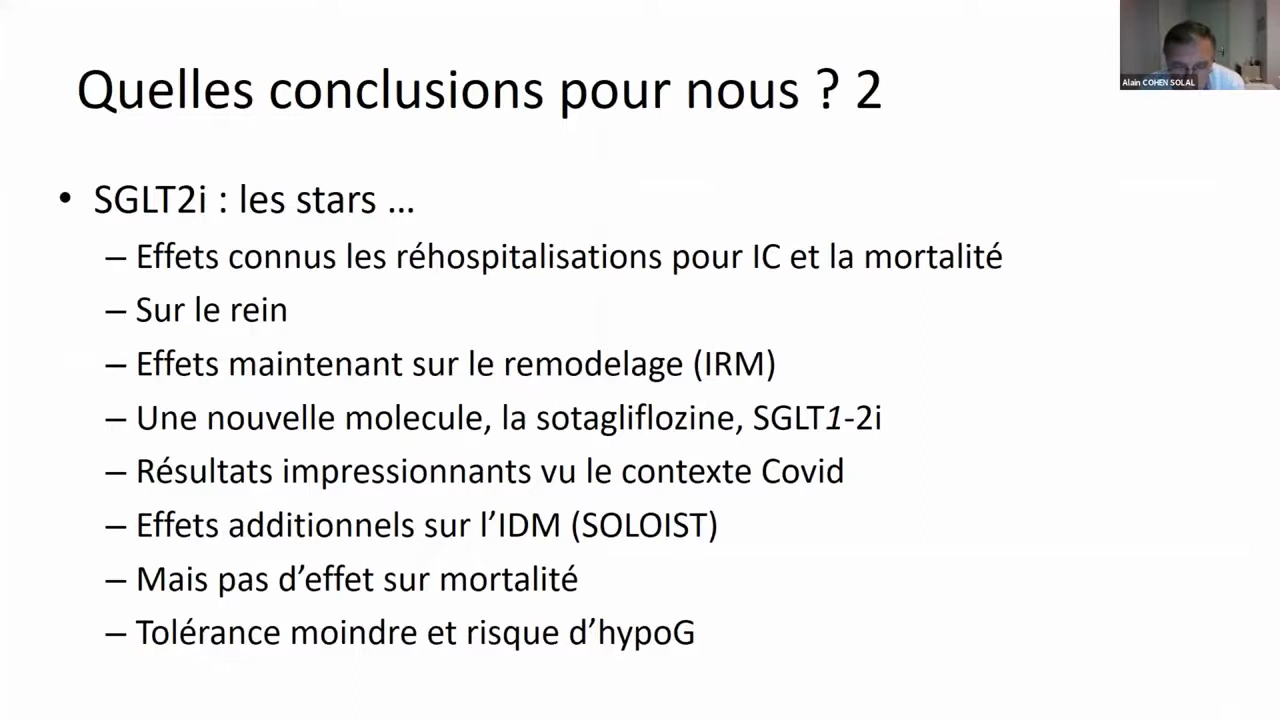 Quelles conclusions pour nous ? 2
Alain COHEN SOLAL
• SGLT2i : les stars ...
– Effets connus les réhospitalisations pour IC et la mortalité
– Sur le rein
– Effets maintenant sur le remodelage (IRM)
– Une nouvelle molecule, la sotagliflozine, SGLT1-2i
– Résultats impressionnants vu le contexte Covid
– Effets additionnels sur l’IDM (SOLOIST)
– Mais pas d’effet sur mortalité
– Tolérance moindre et risque d’hypoG